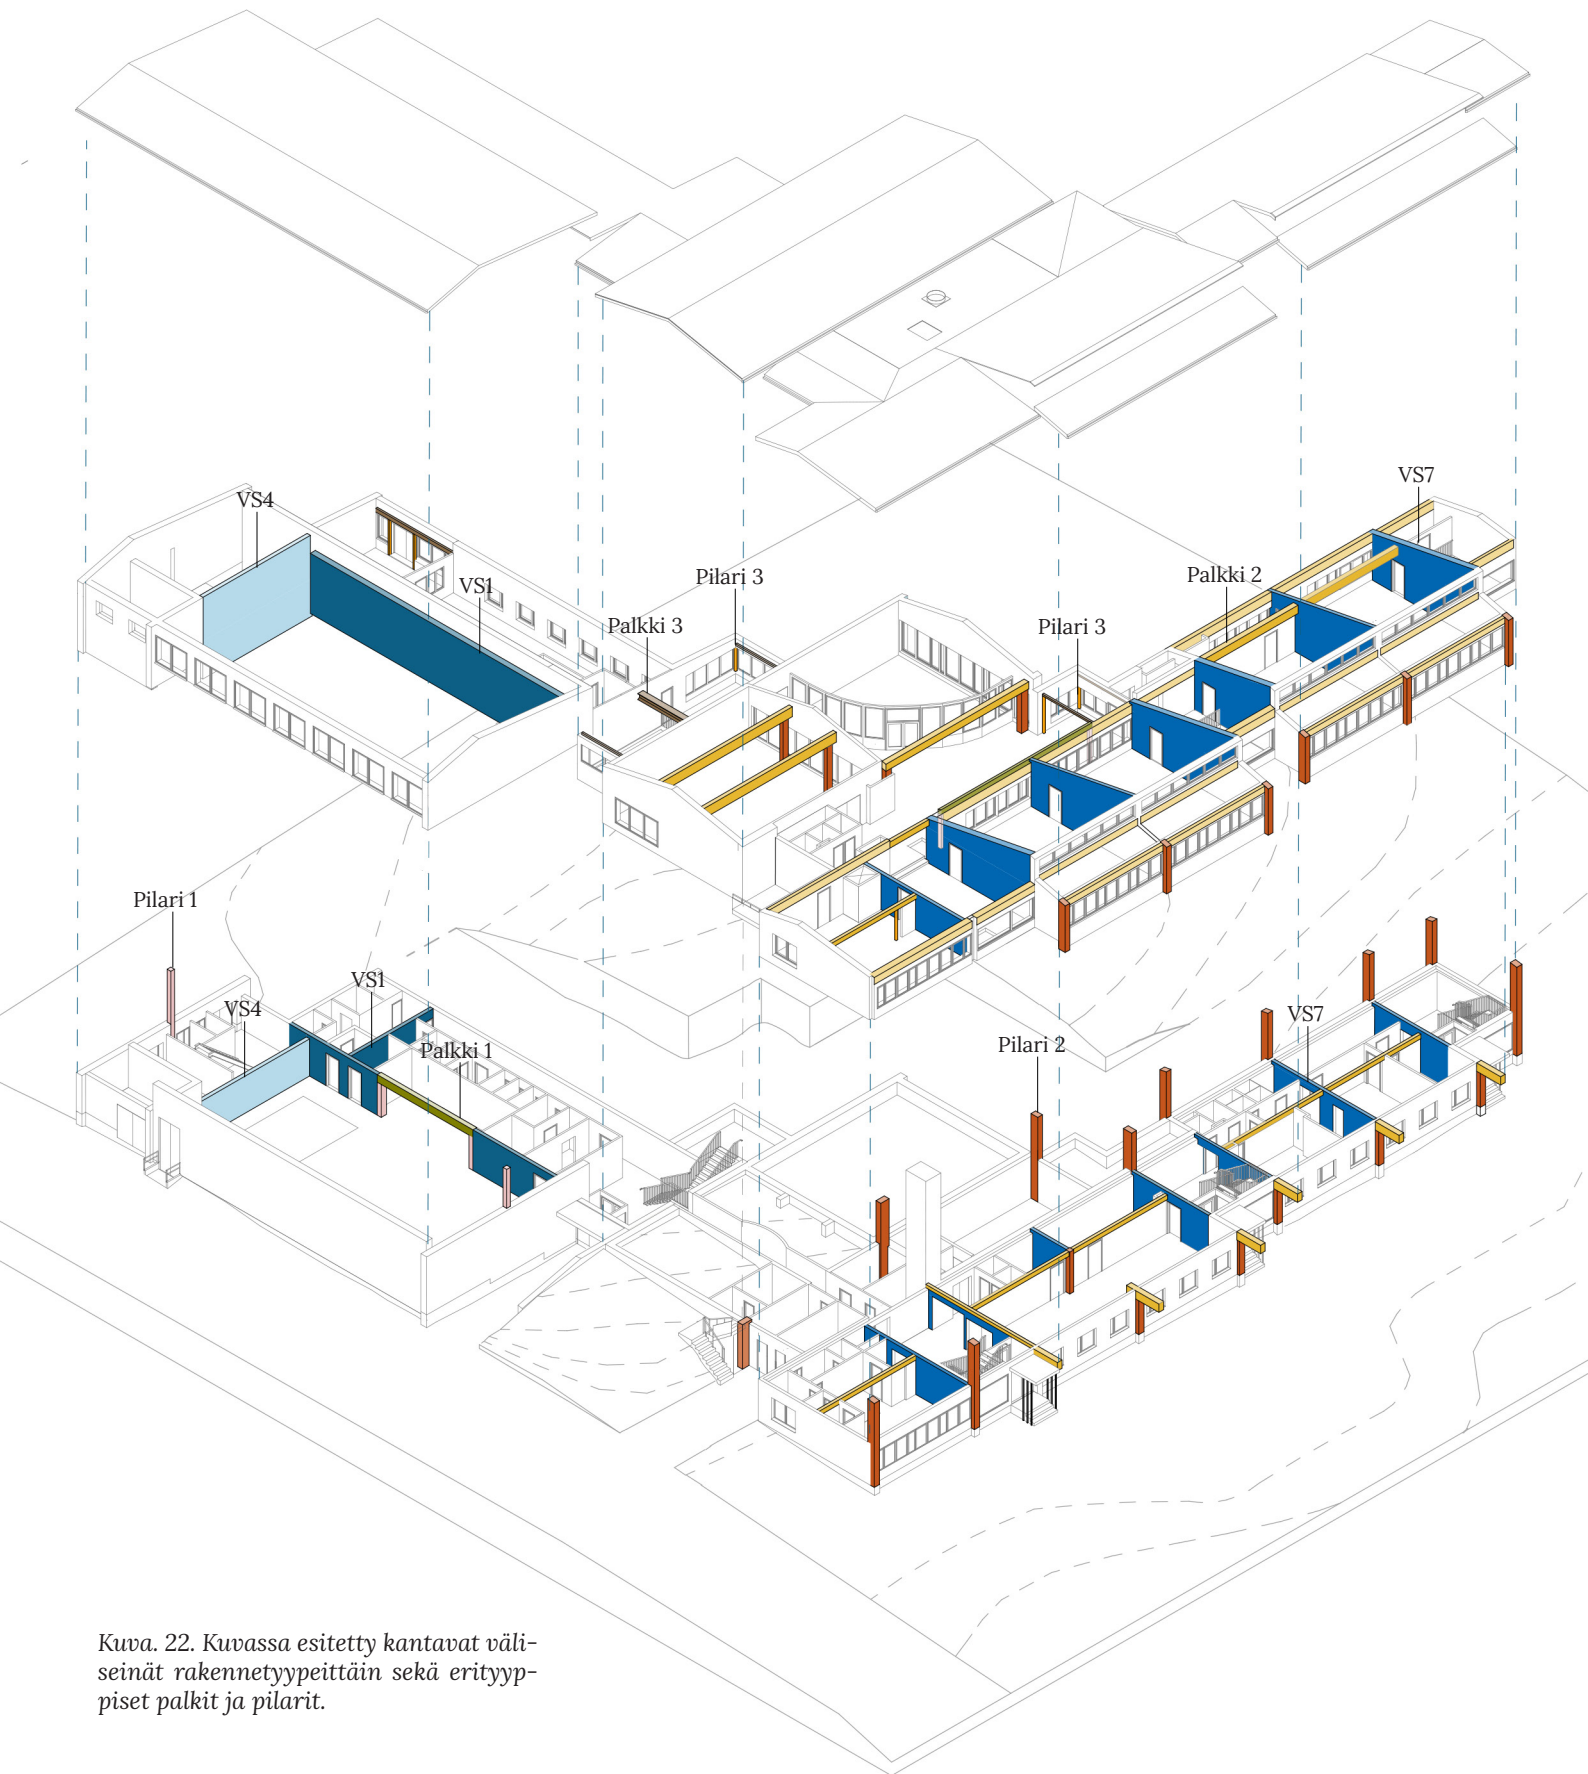 VS7
VS4
Pilari 3
Palkki 2
VS1
Palkki 3
Pilari 3
Pilari 1
VS1
VS4
VS7
Pilari 2
Palkki 1
Kuva. 22. Kuvassa esitetty kantavat väli-
seinät rakennetyypeittäin sekä erityyp-
piset palkit ja pilarit.